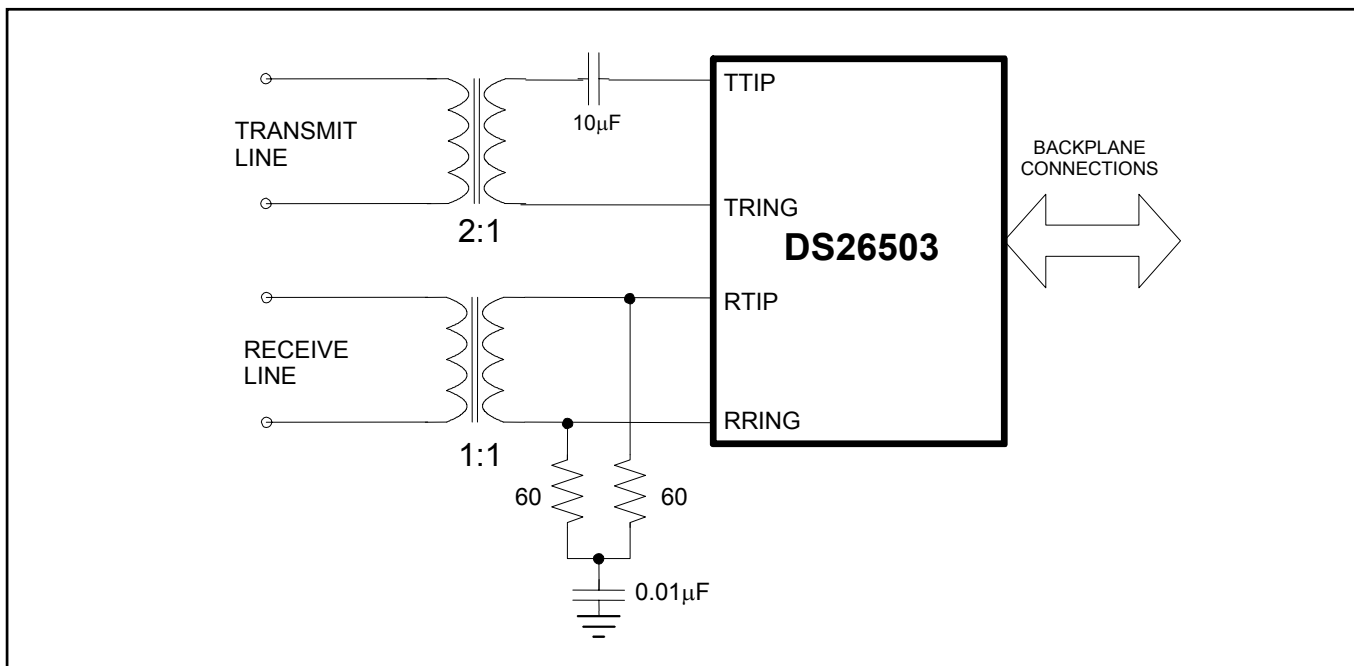 TTIP
10μF
TRANSMIT
LINE
BACKPLANE
CONNECTIONS
TRING
2:1
DS26503
RTIP
RECEIVE
LINE
RRING
1:1
60
60
0.01μF